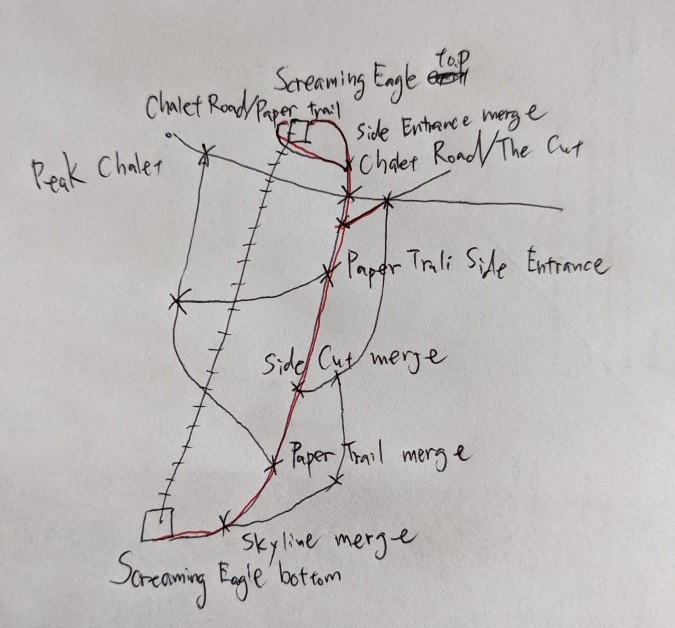 top
Screaming Eagle
Chalet Road/Paper trail
Side Entrance merge
Chalet Road/The Cut
Peak Chalet
Paper Trali Side Entrance
Side Cut merge
Paper Trail merge
Skyline merge
Screaming Eagle bottom